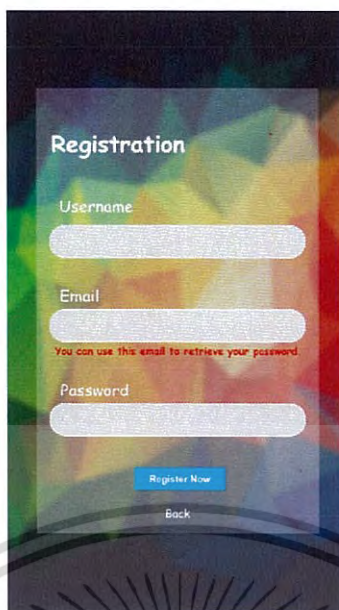 Registration
Username
Email
You can use this email to retrieve your password.
Password
Register Now
Back